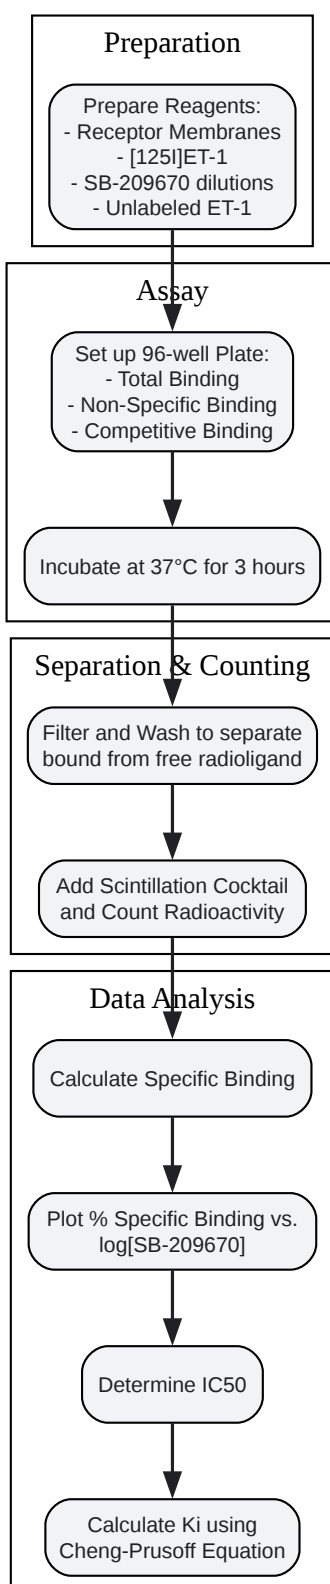 Preparation
Prepare Reagents:
- Receptor Membranes
- [125I]ET-1
- SB-209670 dilutions
- Unlabeled ET-1
Assay
Set up 96-well Plate:
- Total Binding
- Non-Specific Binding
- Competitive Binding
Incubate at 37°C for 3 hours
Separation & Counting
Filter and Wash to separate
bound from free radioligand
Add Scintillation Cocktail
and Count Radioactivity
Data Analysis
Calculate Specific Binding
Plot % Specific Binding vs.
log[SB-209670]
Determine IC50
Calculate Ki using
Cheng-Prusoff Equation